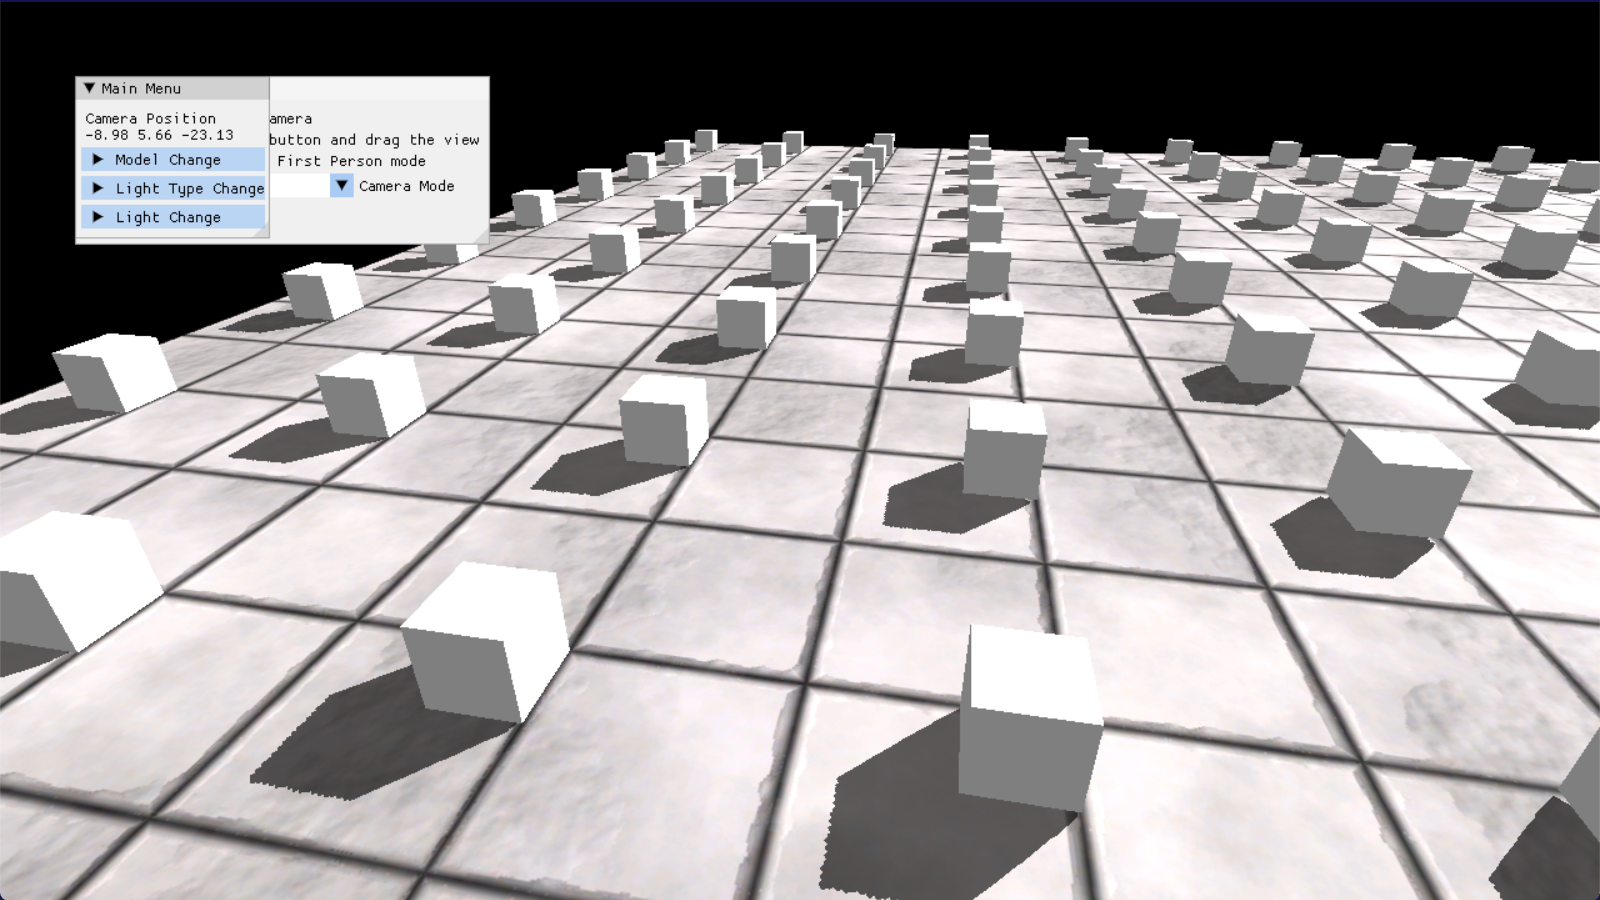 Main Menu
Camera Position
-8.98 5.66 -23.13
Model Change
Light Type Change
Light Change
amera
button and drag the view
First Person mode
Camera Mode